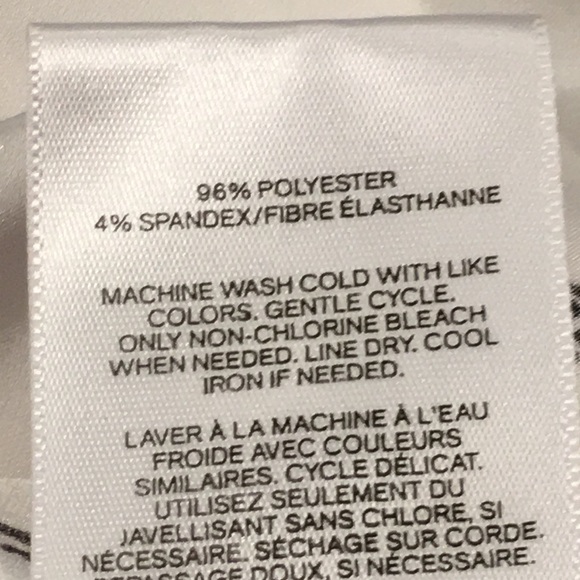 96% POLYESTER
4% SPANDEX/FIBRE ÉLASTHANNE
MACHINE WASH COLD WITH LIKE
COLORS. GENTLE CYCLE.
ONLY NON-CHLORINE BLEACH
WHEN NEEDED. LINE DRY. COOL
IRON IF NEEDED.
LAVER À LA MACHINE À L'EAU
FROIDE AVEC COULEURS
SIMILAIRES. CYCLE DÉLICAT.
UTILISEZ SEULEMENT DU
JAVELLISANT SANS CHLORE, SI
NÉCESSAIRE. SÉCHAGE SUR CORDE.
REPASSAGE DOUX, SI NÉCESSAIRE.